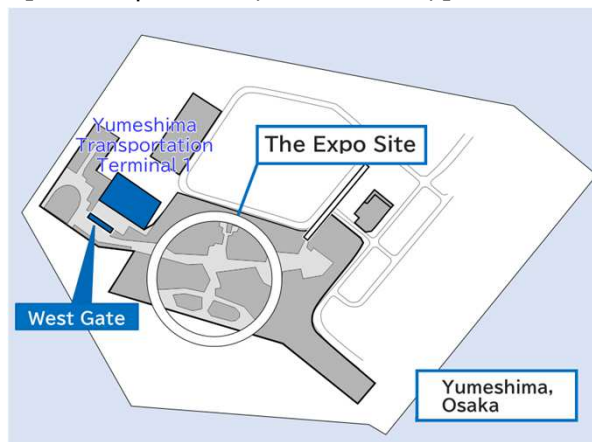 Yumeshima
Transportation
Terminal 1
The Expo Site
West Gate
Yumeshima,
Osaka